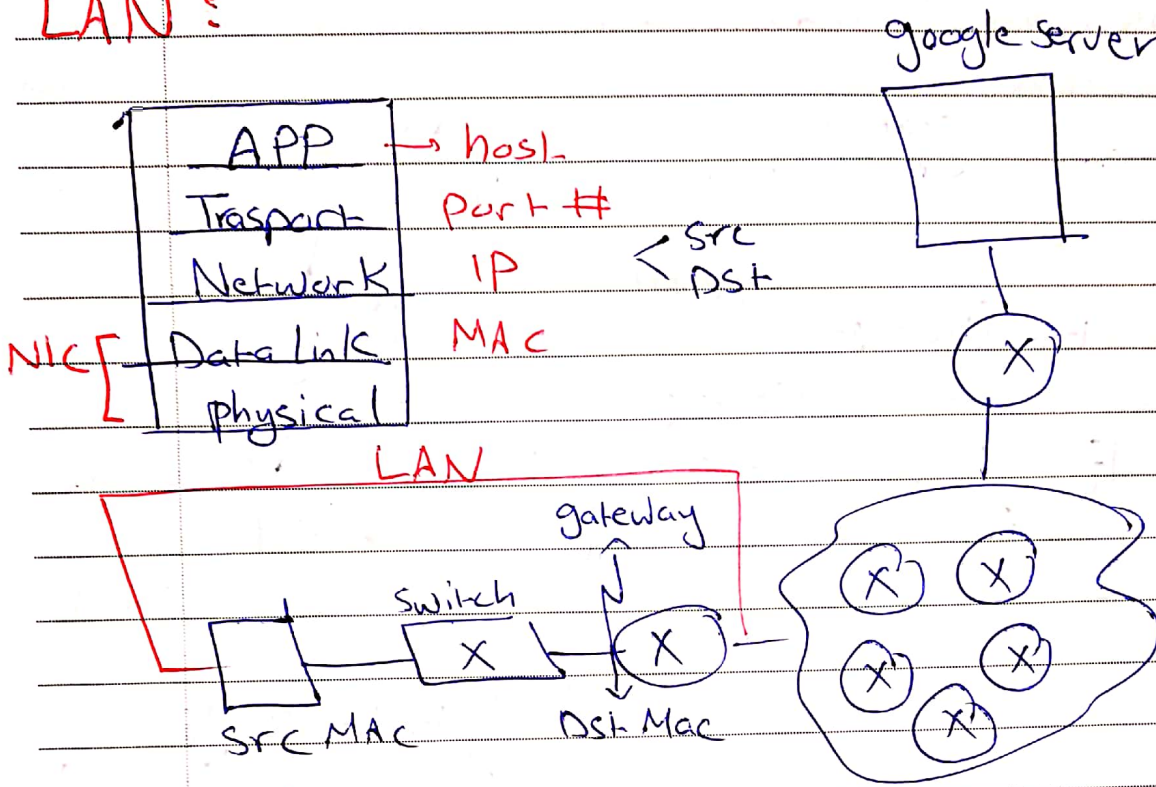 LAN :
google server
APP → host
Trasport Port #
Network IP < Src Dst
NIC [ Data Link MAC
physical
LAN
gateway
Switch
X
X
X
X
X
X
X
X
Src MAC
Dst Mac